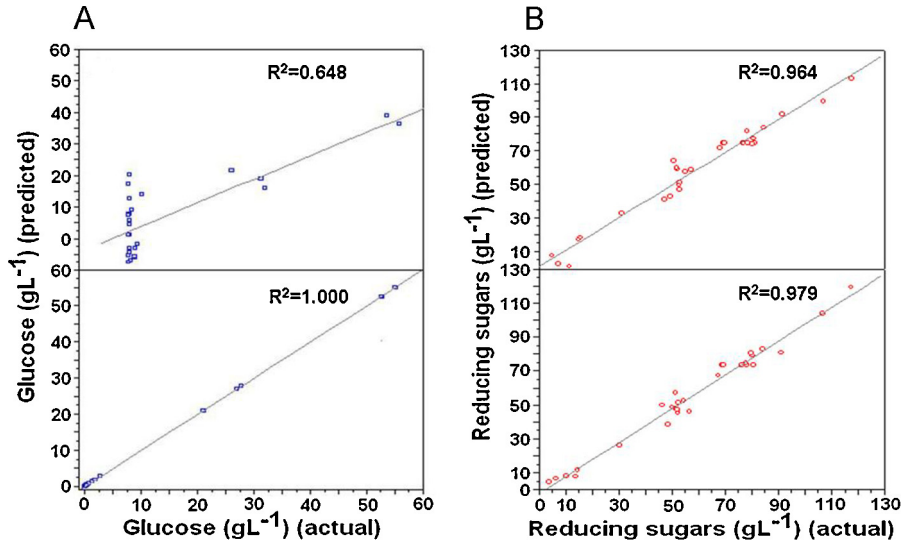 A
B
60
50
40
30
20
10
0
R²=0.648
60
50
40
30
20
10
0
R²=1.000
0 10 20 30 40 50 60
Glucose (gL⁻¹) (actual)
Glucose (gL⁻¹) (predicted)
130
110
90
70
50
30
10
R²=0.964
130
110
90
70
50
30
10
0
R²=0.979
0 10 30 50 70 90 110 130
Reducing sugars (gL⁻¹) (actual)
Reducing sugars (gL⁻¹) (predicted)